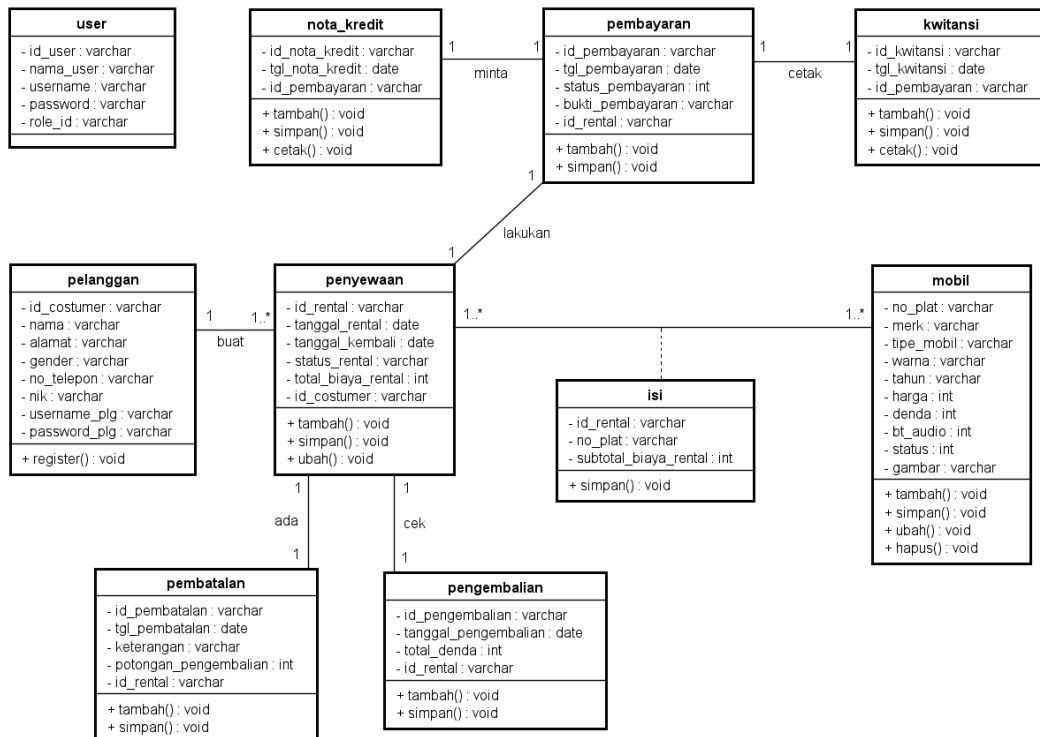 user
- id_user : varchar
- nama_user : varchar
- username : varchar
- password : varchar
- role_id : varchar
nota_kredit
- id_nota_kredit : varchar
- tgl_nota_kredit : date
- id_pembayaran : varchar
+ tambah() : void
+ simpan() : void
+ cetak() : void
1
1
minta
pembayaran
- id_pembayaran : varchar
- tgl_pembayaran : date
- status_pembayaran : int
- bukti_pembayaran : varchar
- id_rental : varchar
+ tambah() : void
+ simpan() : void
1
1
cetak
kwitansi
- id_kwitansi : varchar
- tgl_kwitansi : date
- id_pembayaran : varchar
+ tambah() : void
+ simpan() : void
+ cetak() : void
1
lakukan
1
pelanggan
- id_costumer : varchar
- nama : varchar
- alamat : varchar
- gender : varchar
- no_telepon : varchar
- nik : varchar
- username_plg : varchar
- password_plg : varchar
+ register() : void
1
1..*
buat
penyewaan
- id_rental : varchar
- tanggal_rental : date
- tanggal_kembali : date
- status_rental : varchar
- total_biaya_rental : int
- id_costumer : varchar
+ tambah() : void
+ simpan() : void
+ ubah() : void
1..*
1..*
isi
- id_rental : varchar
- no_plat : varchar
- subtotal_biaya_rental : int
+ simpan() : void
mobil
- no_plat : varchar
- merk : varchar
- tipe_mobil : varchar
- warna : varchar
- tahun : varchar
- harga : int
- denda : int
- bt_audio : int
- status : int
- gambar : varchar
+ tambah() : void
+ simpan() : void
+ ubah() : void
+ hapus() : void
1
ada
1
1
cek
1
pembatalan
- id_pembatalan : varchar
- tgl_pembatalan : date
- keterangan : varchar
- potongan_pengembalian : int
- id_rental : varchar
+ tambah() : void
+ simpan() : void
pengembalian
- id_pengembalian : varchar
- tanggal_pengembalian : date
- total_denda : int
- id_rental : varchar
+ tambah() : void
+ simpan() : void